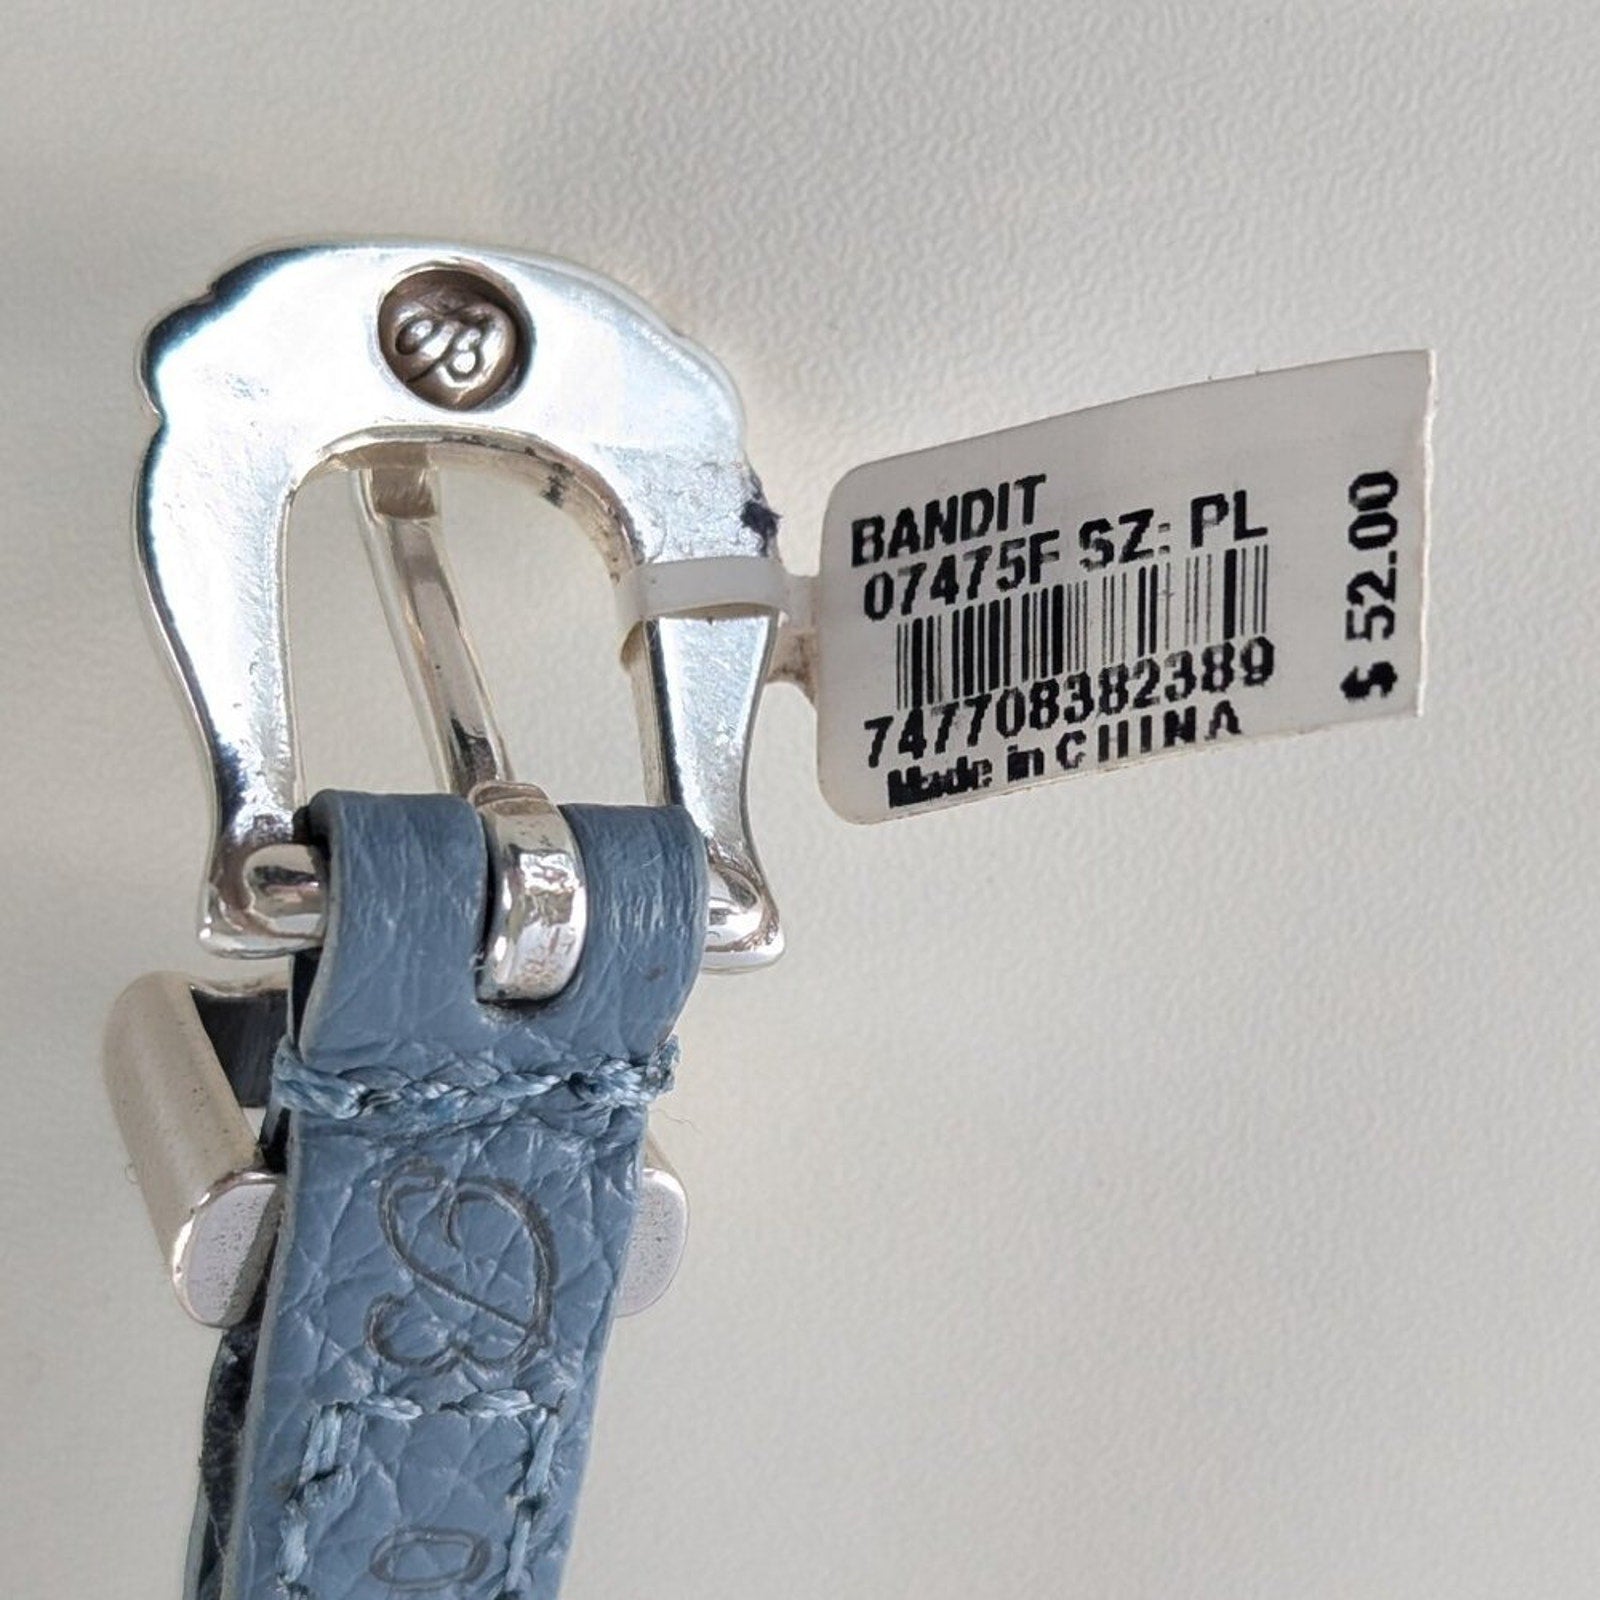 BANDIT
07475F SZ: PL
747708382389
Made in CHINA
$ 52.00